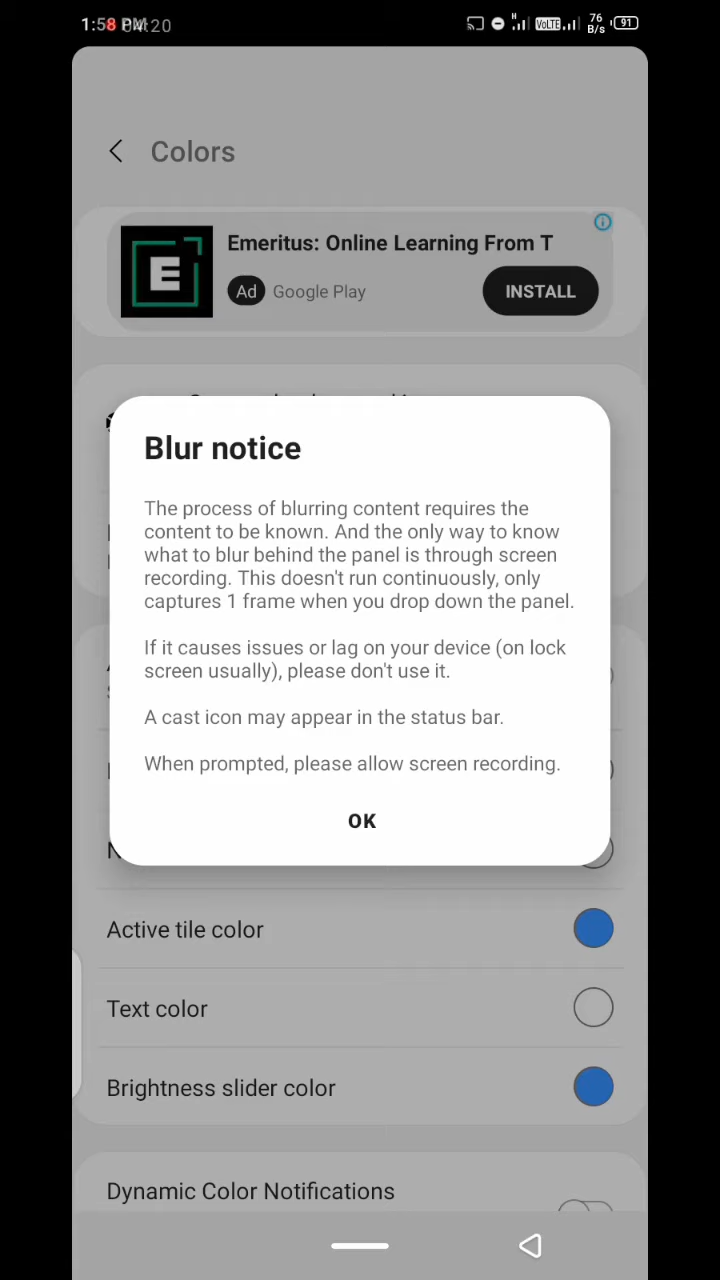 1:58 PM 04:20
H VoLTE 76 B/s 91
Colors
Emeritus: Online Learning From T
E
Ad Google Play
INSTALL
Blur notice
The process of blurring content requires the
content to be known. And the only way to know
what to blur behind the panel is through screen
recording. This doesn't run continuously, only
captures 1 frame when you drop down the panel.
If it causes issues or lag on your device (on lock
screen usually), please don't use it.
A cast icon may appear in the status bar.
When prompted, please allow screen recording.
OK
Active tile color
Text color
Brightness slider color
Dynamic Color Notifications